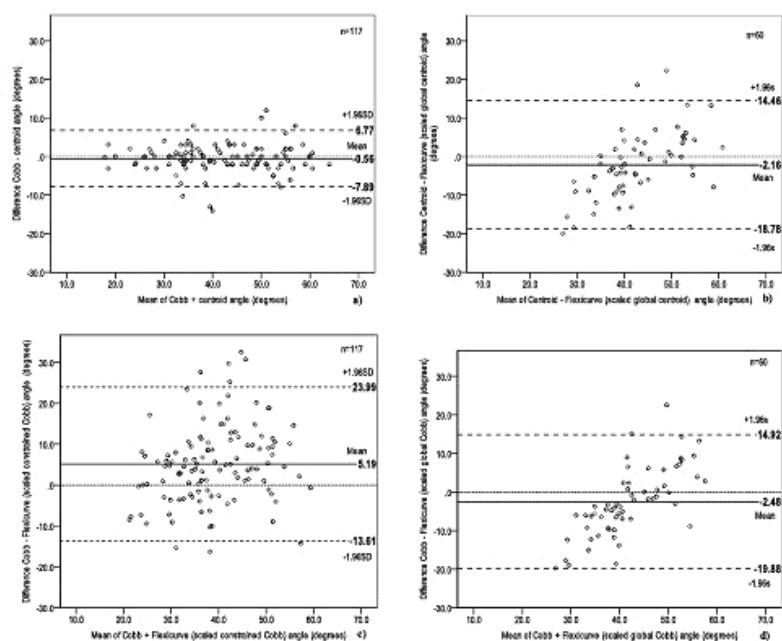 n=117
30.0
20.0
10.0
.0
-10.0
-20.0
-30.0
Difference Cobb - centroid angle (degrees)
+1.96SD
6.77
Mean
-0.56
-7.89
-1.96SD
10.0 20.0 30.0 40.0 50.0 60.0 70.0
Mean of Cobb + centroid angle (degrees)
a)
n=60
30.0
20.0
10.0
.0
-10.0
-20.0
-30.0
Difference Centroid - Flexicurve (scaled global centroid) angle
(degrees)
+1.96s
14.46
-2.16
Mean
-18.78
-1.96s
10.0 20.0 30.0 40.0 50.0 60.0 70.0
Mean of Centroid - Flexicurve (scaled global centroid) angle (degrees)
b)
n=117
30.0
20.0
10.0
.0
-10.0
-20.0
-30.0
Difference Cobb - Flexicurve (scaled constrained Cobb) angle (degrees)
+1.96SD
23.99
Mean
5.19
-13.61
-1.96SD
10.0 20.0 30.0 40.0 50.0 60.0 70.0
Mean of Cobb + Flexicurve (scaled constrained Cobb) angle (degrees)
c)
n=60
30.0
20.0
10.0
.0
-10.0
-20.0
-30.0
Difference Cobb - Flexicurve (scaled global Cobb) angle (degrees)
+1.96s
14.92
-2.48
Mean
-19.88
-1.96s
10.0 20.0 30.0 40.0 50.0 60.0 70.0
Mean of Cobb + Flexicurve (scaled global Cobb) angle (degrees)
d)